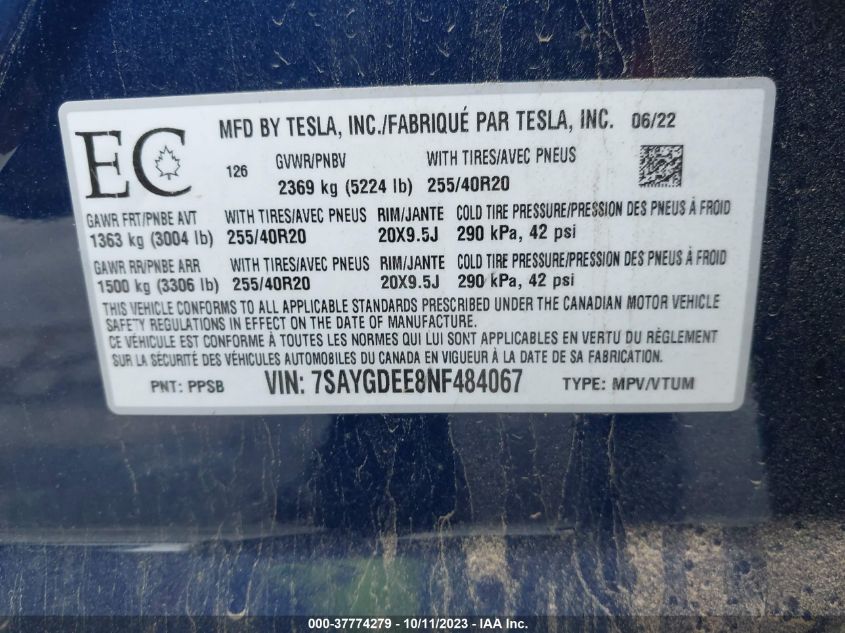 EC
MFD BY TESLA, INC./FABRIQUÉ PAR TESLA, INC. 06/22
126 GVWR/PNBV WITH TIRES/AVEC PNEUS
2369 kg (5224 lb) 255/40R20
GAWR FRT/PNBE AVT WITH TIRES/AVEC PNEUS RIM/JANTE COLD TIRE PRESSURE/PRESSION DES PNEUS À FROID
1363 kg (3004 lb) 255/40R20 20X9.5J 290 kPa, 42 psi
GAWR RR/PNBE ARR WITH TIRES/AVEC PNEUS RIM/JANTE COLD TIRE PRESSURE/PRESSION DES PNEUS À FROID
1500 kg (3306 lb) 255/40R20 20X9.5J 290 kPa, 42 psi
THIS VEHICLE CONFORMS TO ALL APPLICABLE STANDARDS PRESCRIBED UNDER THE CANADIAN MOTOR VEHICLE
SAFETY REGULATIONS IN EFFECT ON THE DATE OF MANUFACTURE.
CE VÉHICULE EST CONFORME À TOUTES LES NORMES QUI LUI SONT APPLICABLES EN VERTU DU RÈGLEMENT
SUR LA SÉCURITÉ DES VÉHICULES AUTOMOBILES DU CANADA EN VIGUEUR À LA DATE DE SA FABRICATION.
PNT: PPSB VIN: 7SAYGDEE8NF484067 TYPE: MPV/VTUM
000-37774279 - 10/11/2023 - IAA Inc.